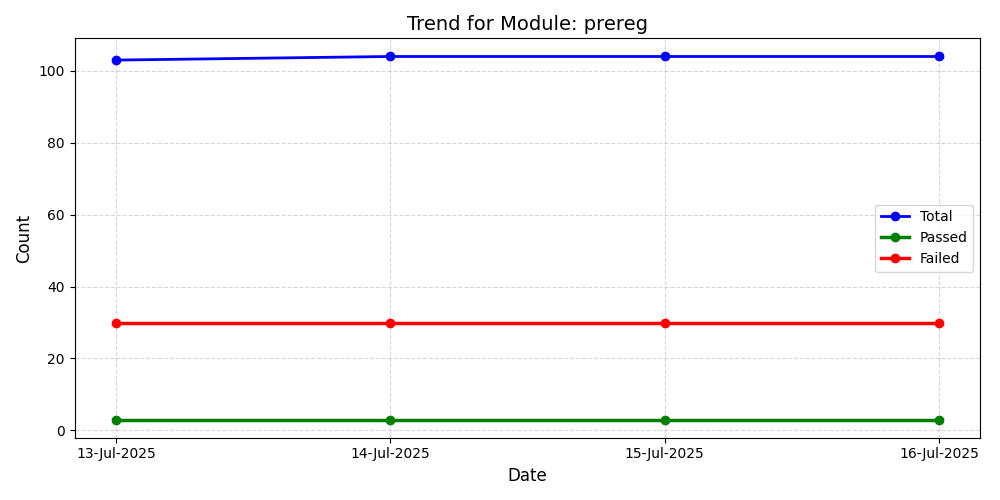 Trend for Module: prereg
Count
100
80
60
40
20
0
Total
Passed
Failed
13-Jul-2025
14-Jul-2025
15-Jul-2025
16-Jul-2025
Date